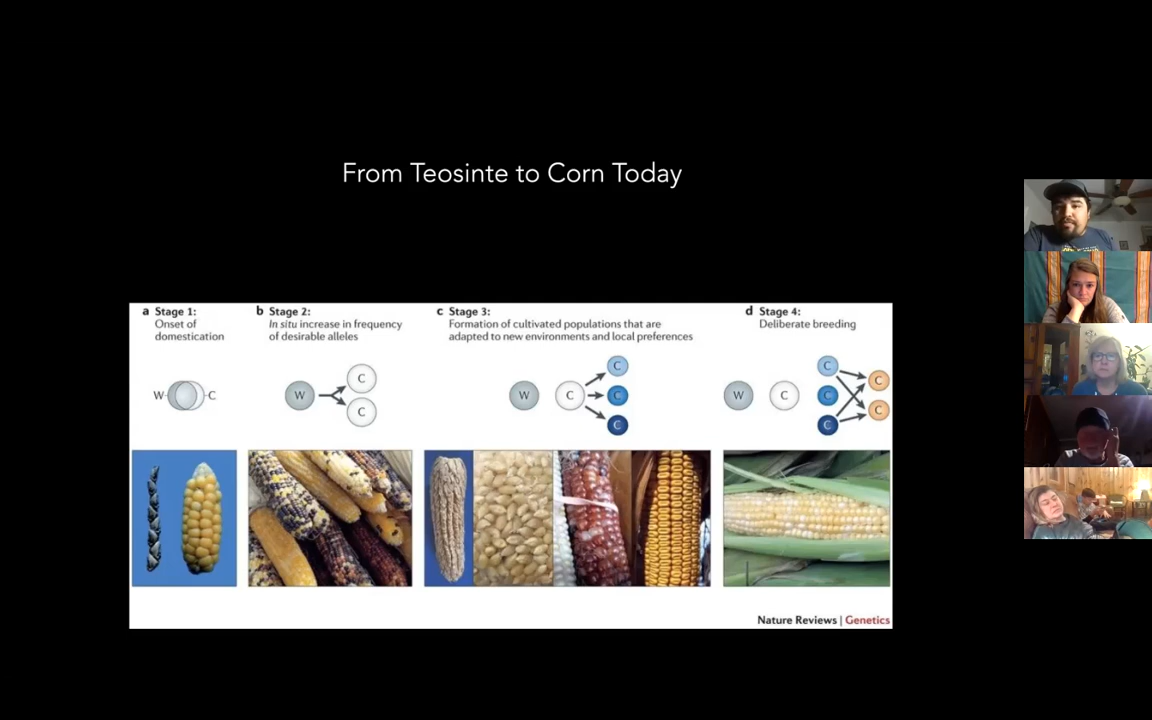 From Teosinte to Corn Today
a Stage 1:
Onset of
domestication
b Stage 2:
In situ increase in frequency
of desirable alleles
c Stage 3:
Formation of cultivated populations that are
adapted to new environments and local preferences
d Stage 4:
Deliberate breeding
W C
W C C
W C C C C
W C C C C C C
Nature Reviews | Genetics